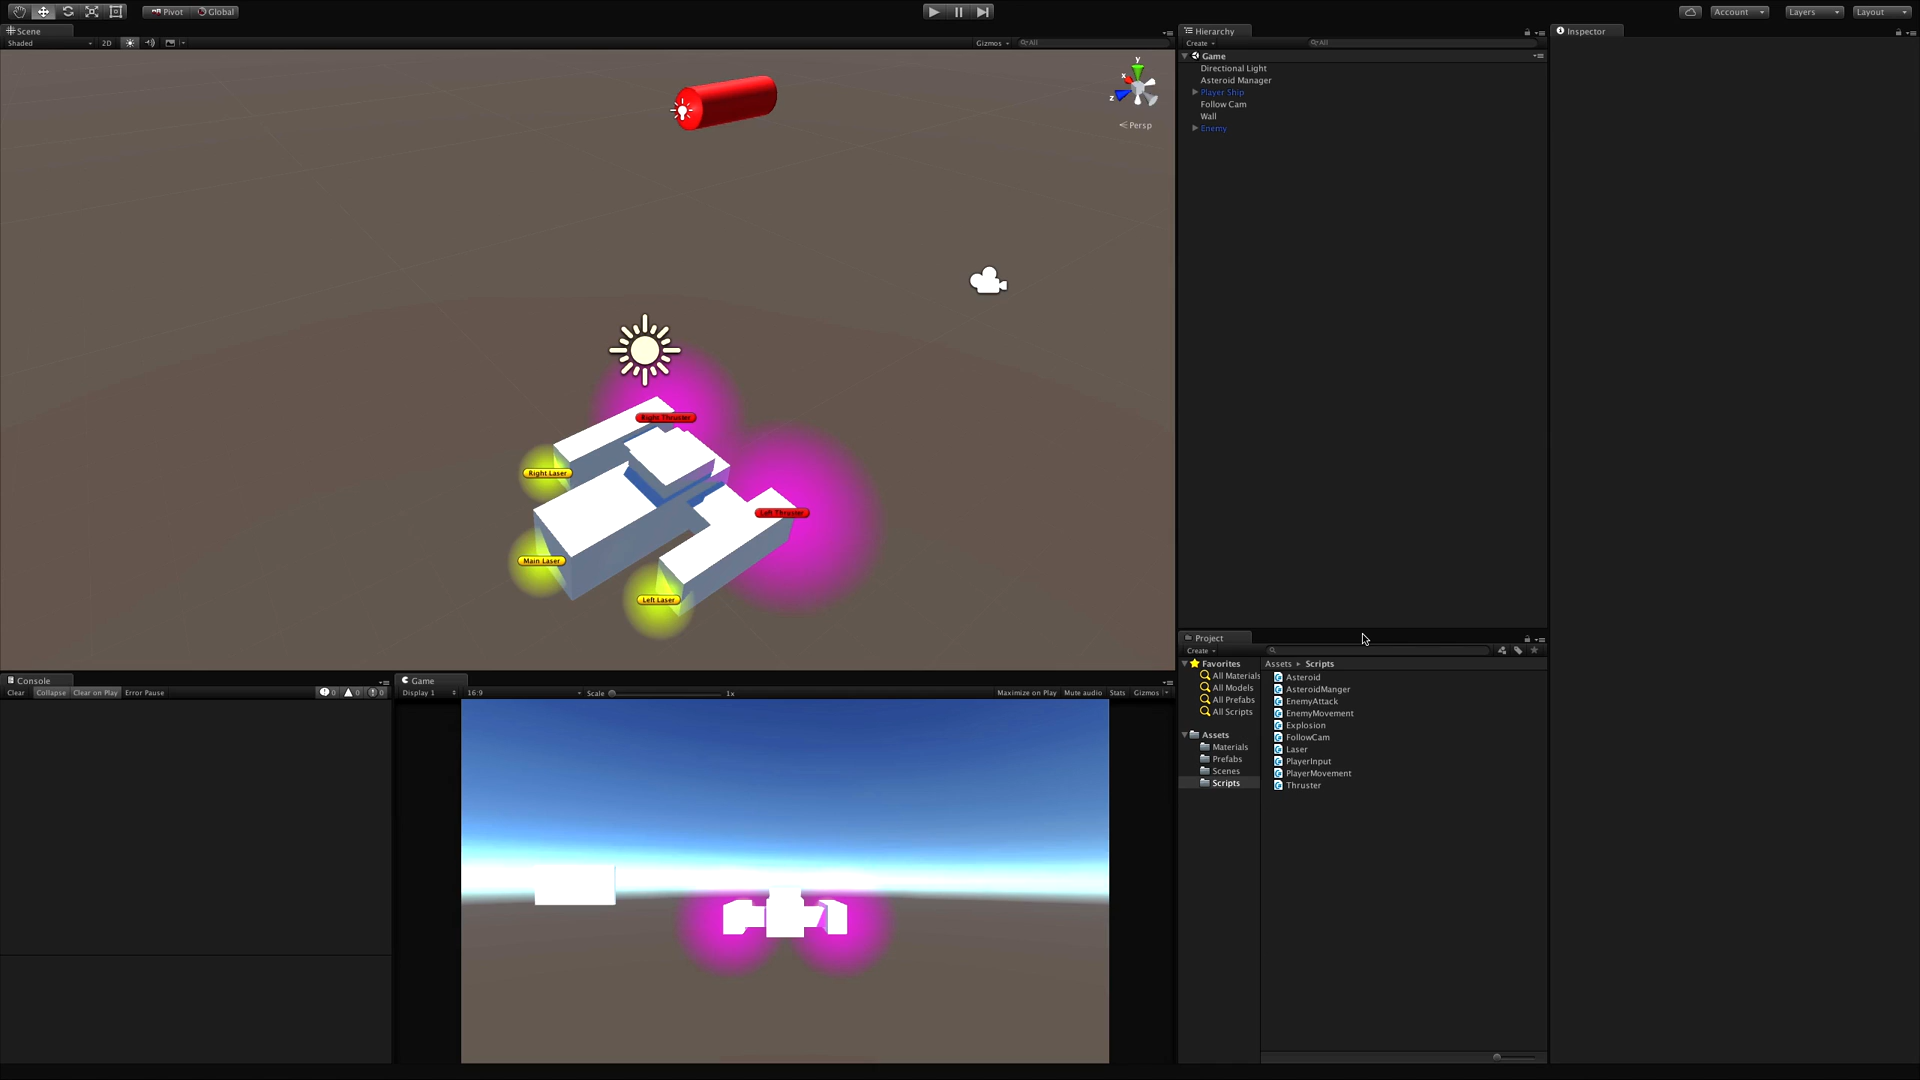 Pivot Global
Account Layers Layout
Scene
Shaded 2D Gizmos All
y
x
z
Persp
Right Thruster
Right Laser
Left Thruster
Main Laser
Left Laser
Hierarchy
Create All
Game
Directional Light
Asteroid Manager
Player Ship
Follow Cam
Wall
Enemy
Inspector
Console
Clear Collapse Clear on Play Error Pause 0 0 0
Game
Display 1 16:9 Scale 1x Maximize on Play Mute audio Stats Gizmos
Project
Create
Favorites
All Materials
All Models
All Prefabs
All Scripts
Assets
Materials
Prefabs
Scenes
Scripts
Assets Scripts
Asteroid
AsteroidManger
EnemyAttack
EnemyMovement
Explosion
FollowCam
Laser
PlayerInput
PlayerMovement
Thruster